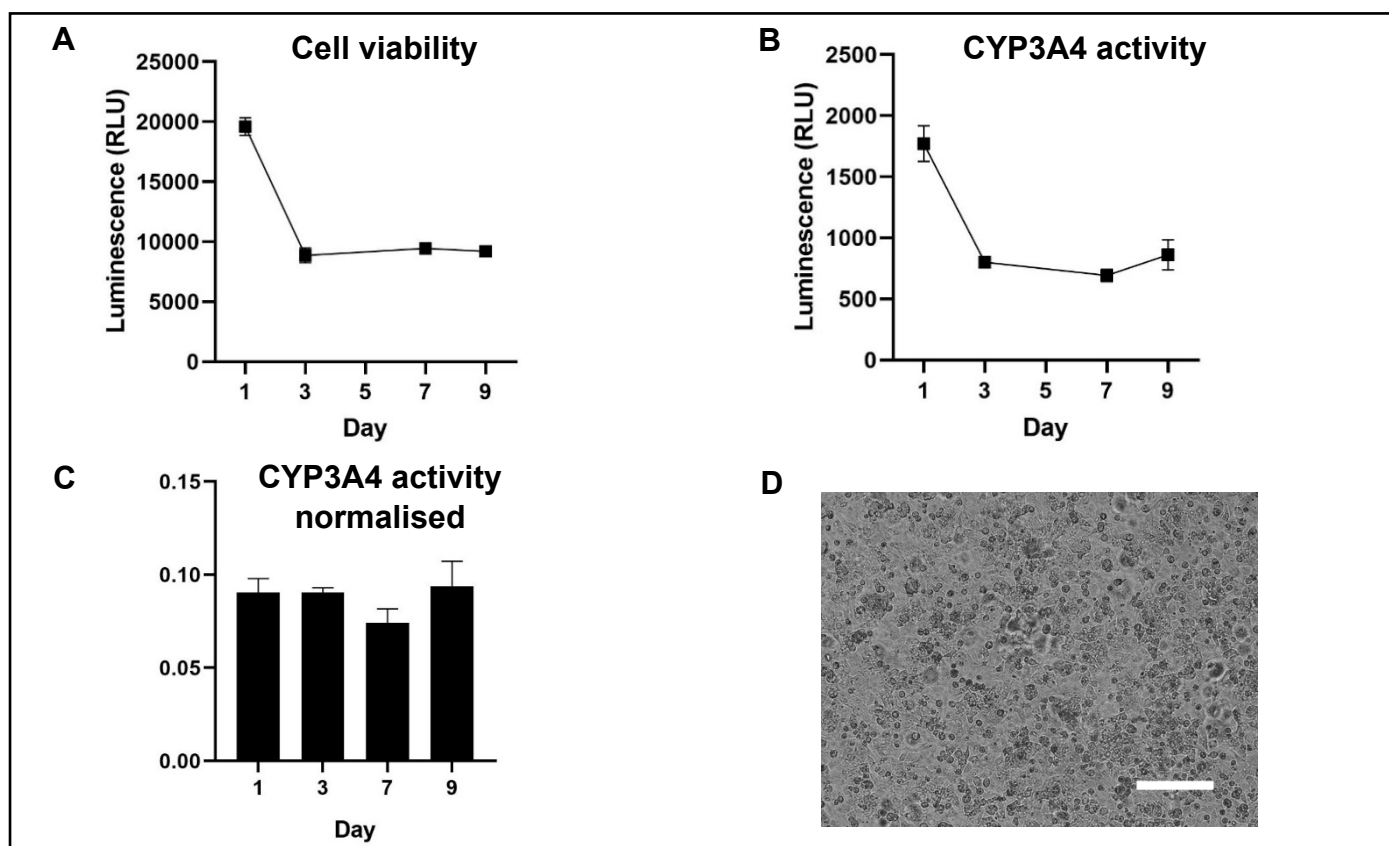 A
Cell viability
25000
20000
15000
10000
5000
0
Luminescence (RLU)
1 3 5 7 9
Day
B
CYP3A4 activity
2500
2000
1500
1000
500
0
Luminescence (RLU)
1 3 5 7 9
Day
C
CYP3A4 activity
normalised
0.15
0.10
0.05
0.00
1 3 7 9
Day
D